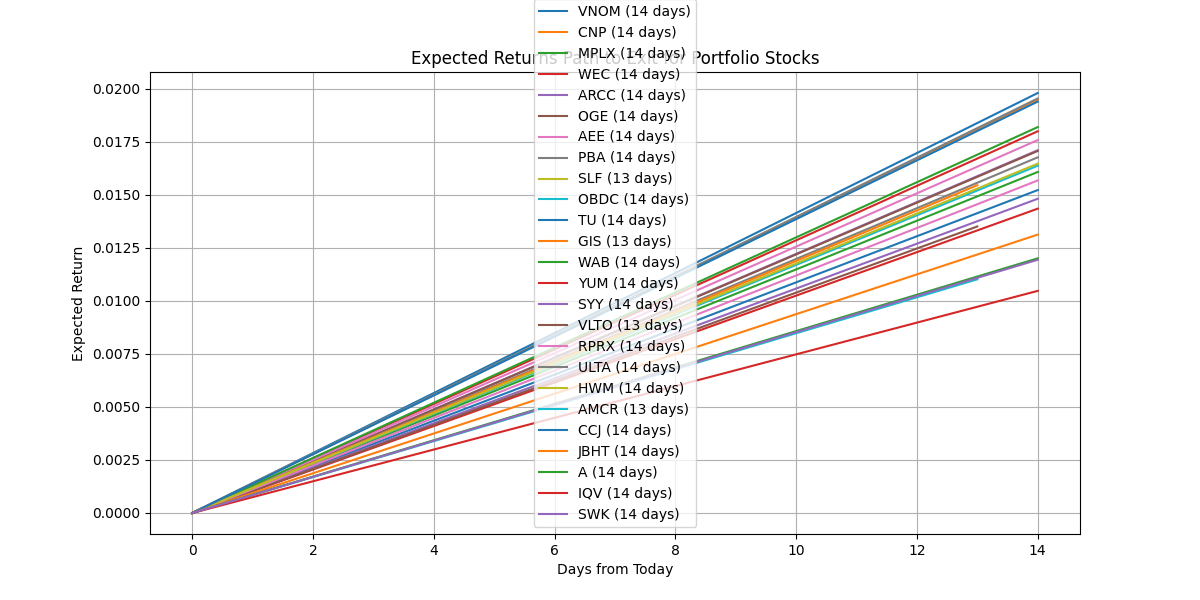 Expected Returns Path to Exit for Portfolio Stocks
VNOM (14 days)
CNP (14 days)
MPLX (14 days)
WEC (14 days)
ARCC (14 days)
OGE (14 days)
AEE (14 days)
PBA (14 days)
SLF (13 days)
OBDC (14 days)
TU (14 days)
GIS (13 days)
WAB (14 days)
YUM (14 days)
SYY (14 days)
VLTO (13 days)
RPRX (14 days)
ULTA (14 days)
HWM (14 days)
AMCR (13 days)
CCJ (14 days)
JBHT (14 days)
A (14 days)
IQV (14 days)
SWK (14 days)
Expected Return
0.0200
0.0175
0.0150
0.0125
0.0100
0.0075
0.0050
0.0025
0.0000
0 2 4 6 8 10 12 14
Days from Today